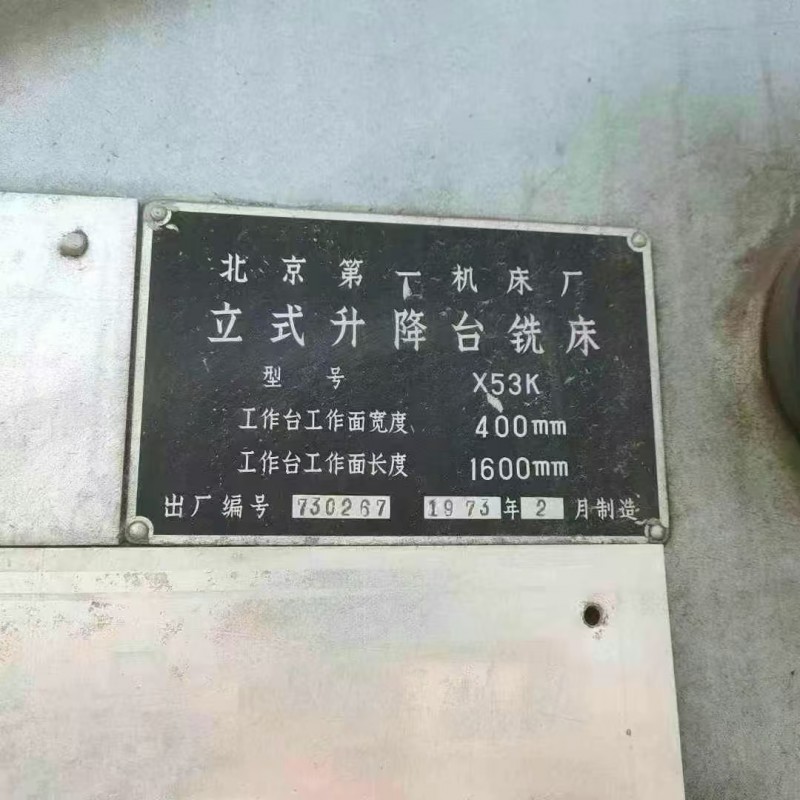 北京第一机床厂
立式升降台铣床
型号 X53K
工作台工作面宽度 400mm
工作台工作面长度 1600mm
出厂编号 730267 1973年2月制造